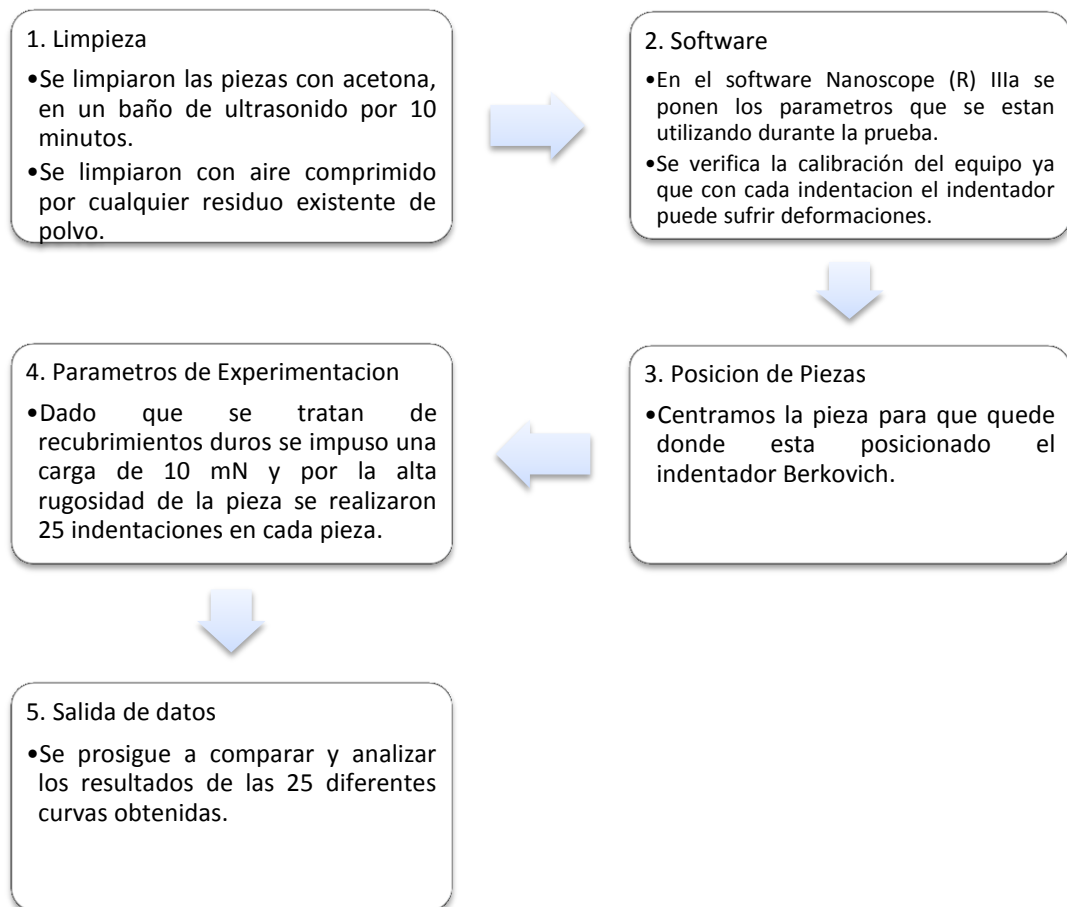 1. Limpieza
•Se limpiaron las piezas con acetona,
en un baño de ultrasonido por 10
minutos.
•Se limpiaron con aire comprimido
por cualquier residuo existente de
polvo.
2. Software
•En el software Nanoscope (R) IIIa se
ponen los parametros que se estan
utilizando durante la prueba.
•Se verifica la calibración del equipo ya
que con cada indentacion el indentador
puede sufrir deformaciones.
3. Posicion de Piezas
•Centramos la pieza para que quede
donde esta posicionado el
indentador Berkovich.
4. Parametros de Experimentacion
•Dado que se tratan de
recubrimientos duros se impuso una
carga de 10 mN y por la alta
rugosidad de la pieza se realizaron
25 indentaciones en cada pieza.
5. Salida de datos
•Se prosigue a comparar y analizar
los resultados de las 25 diferentes
curvas obtenidas.